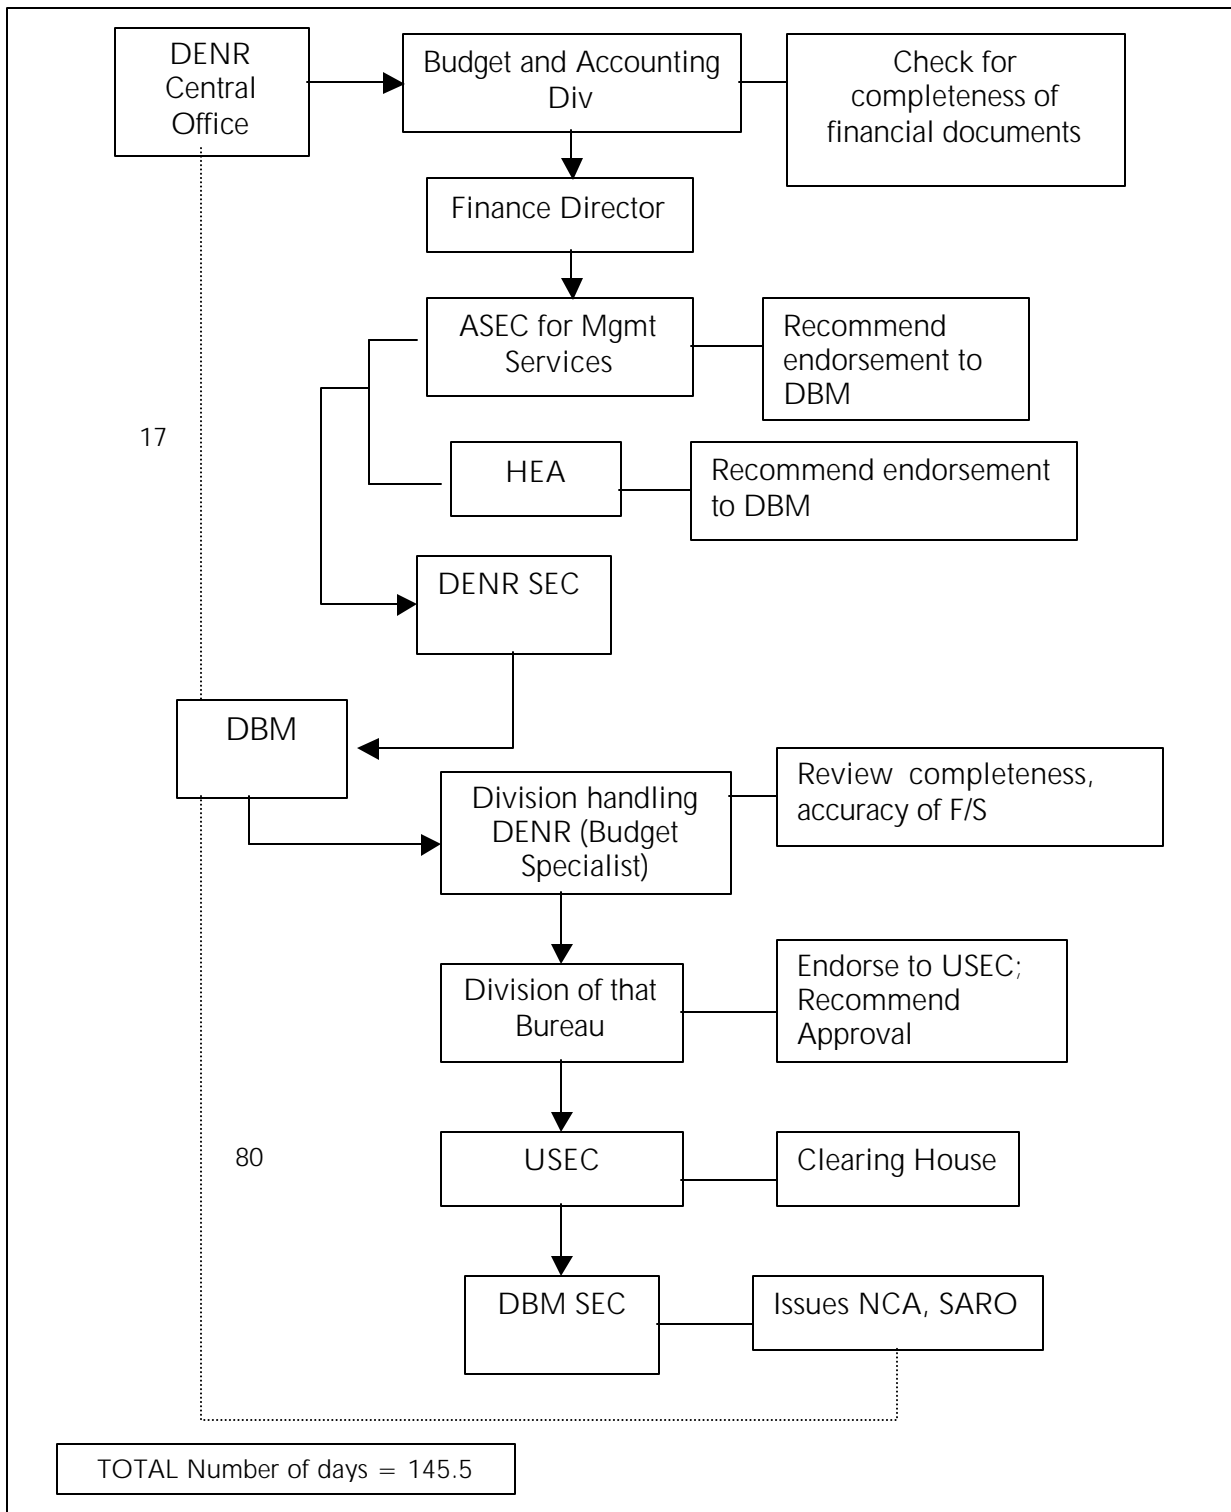 DENR
Central
Office
Budget and Accounting
Div
Check for
completeness of
financial documents
Finance Director
ASEC for Mgmt
Services
Recommend
endorsement to
DBM
17
HEA
Recommend endorsement
to DBM
DENR SEC
DBM
Division handling
DENR (Budget
Specialist)
Review completeness,
accuracy of F/S
Division of that
Bureau
Endorse to USEC;
Recommend
Approval
80
USEC
Clearing House
DBM SEC
Issues NCA, SARO
TOTAL Number of days = 145.5